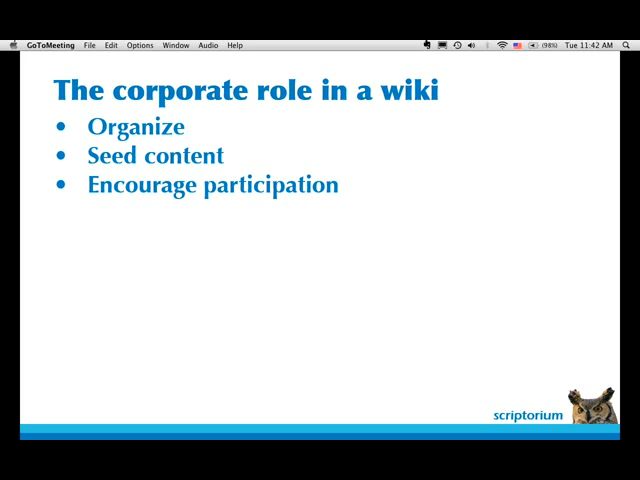 GoToMeeting File Edit Options Window Audio Help (98%) Tue 11:42 AM
The corporate role in a wiki
• Organize
• Seed content
• Encourage participation
scriptorium